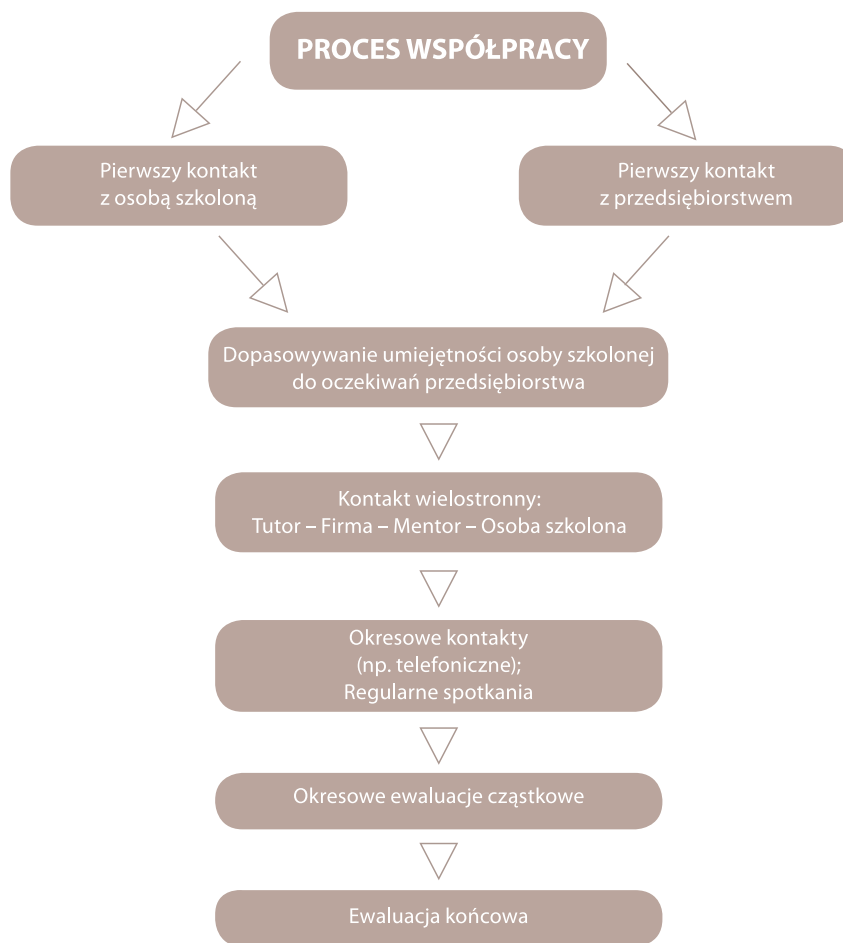 PROCES WSPÓŁPRACY
Pierwszy kontakt
z osobą szkoloną
Pierwszy kontakt
z przedsiębiorstwem
Dopasowywanie umiejętności osoby szkolonej
do oczekiwań przedsiębiorstwa
Kontakt wielostronny:
Tutor – Firma – Mentor – Osoba szkolona
Okresowe kontakty
(np. telefoniczne);
Regularne spotkania
Okresowe ewaluacje cząstkowe
Ewaluacja końcowa